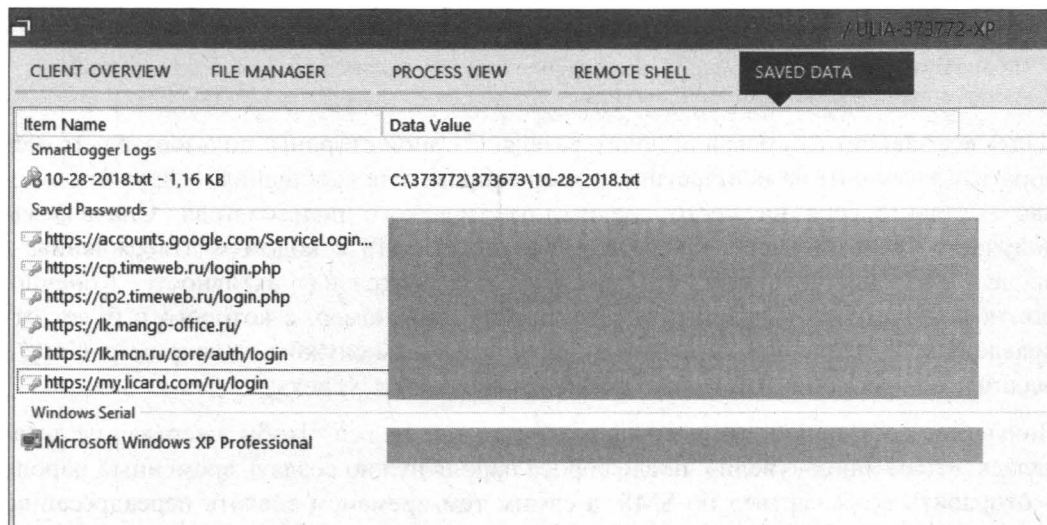 / ULIA-373772-XP
CLIENT OVERVIEW FILE MANAGER PROCESS VIEW REMOTE SHELL SAVED DATA
Item Name Data Value
SmartLogger Logs
10-28-2018.txt - 1,16 KB C:\373772\373673\10-28-2018.txt
Saved Passwords
https://accounts.google.com/ServiceLogin...
https://cp.timeweb.ru/login.php
https://cp2.timeweb.ru/login.php
https://lk.mango-office.ru/
https://lk.mcn.ru/core/auth/login
https://my.licard.com/ru/login
Windows Serial
Microsoft Windows XP Professional